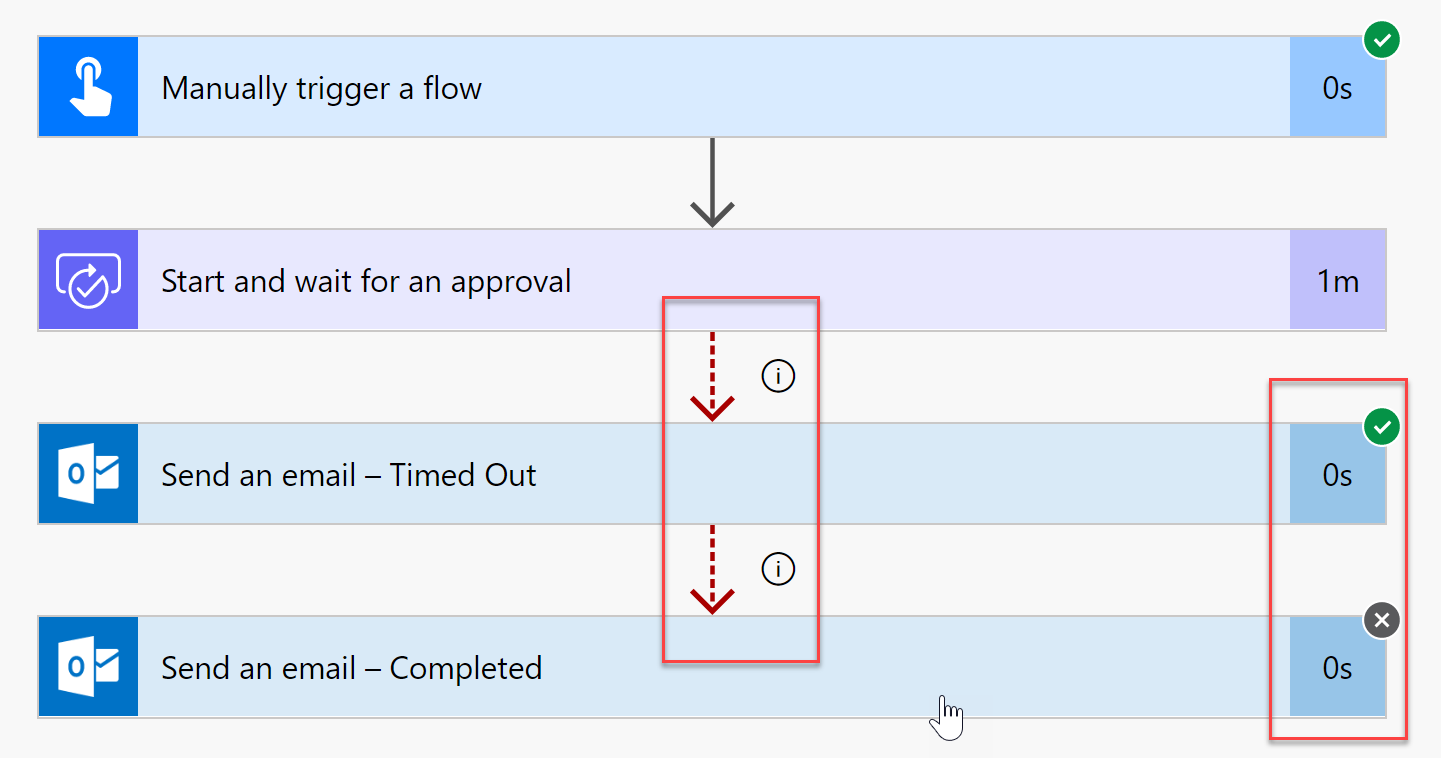 Manually trigger a flow
0s
Start and wait for an approval
1m
i
Send an email – Timed Out
0s
i
Send an email – Completed
0s